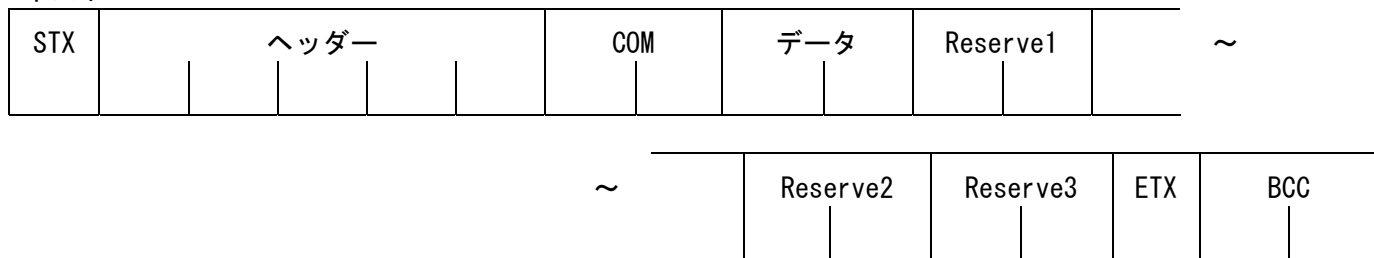 STX ヘッダー COM データ Reserve1 ～
～ Reserve2 Reserve3 ETX BCC